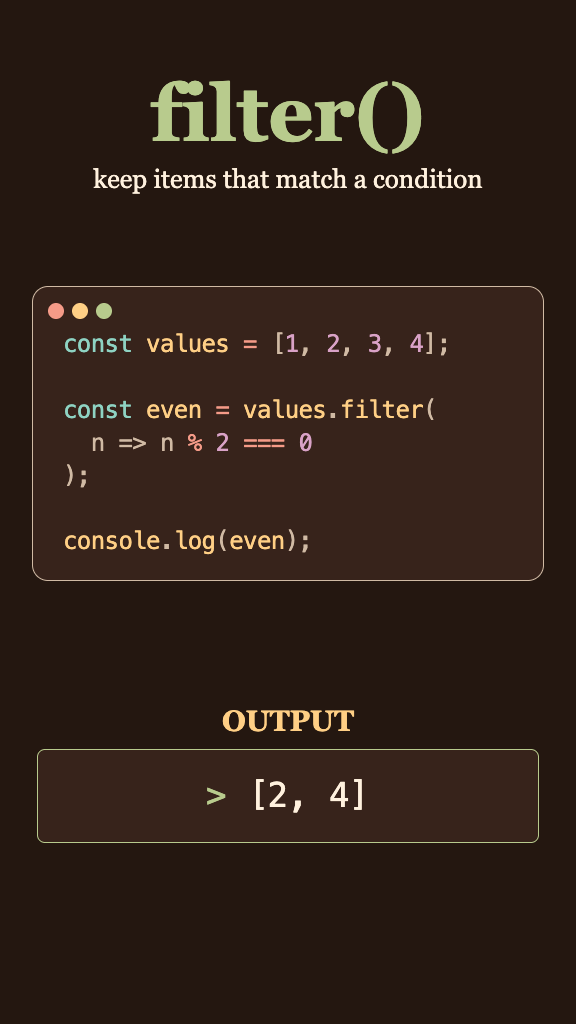 filter()
keep items that match a condition
const values = [1, 2, 3, 4];
const even = values.filter(
  n => n % 2 === 0
);
console.log(even);
OUTPUT
> [2, 4]